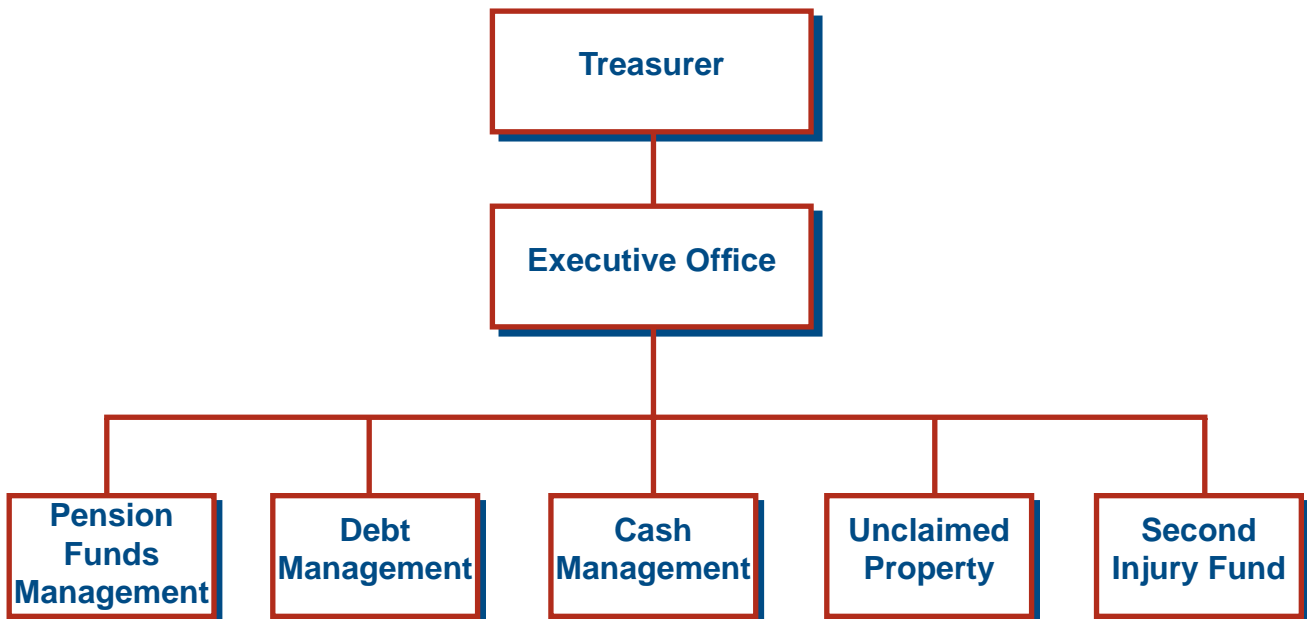 Treasurer
Executive Office
Pension
Funds
Management
Debt
Management
Cash
Management
Unclaimed
Property
Second
Injury Fund